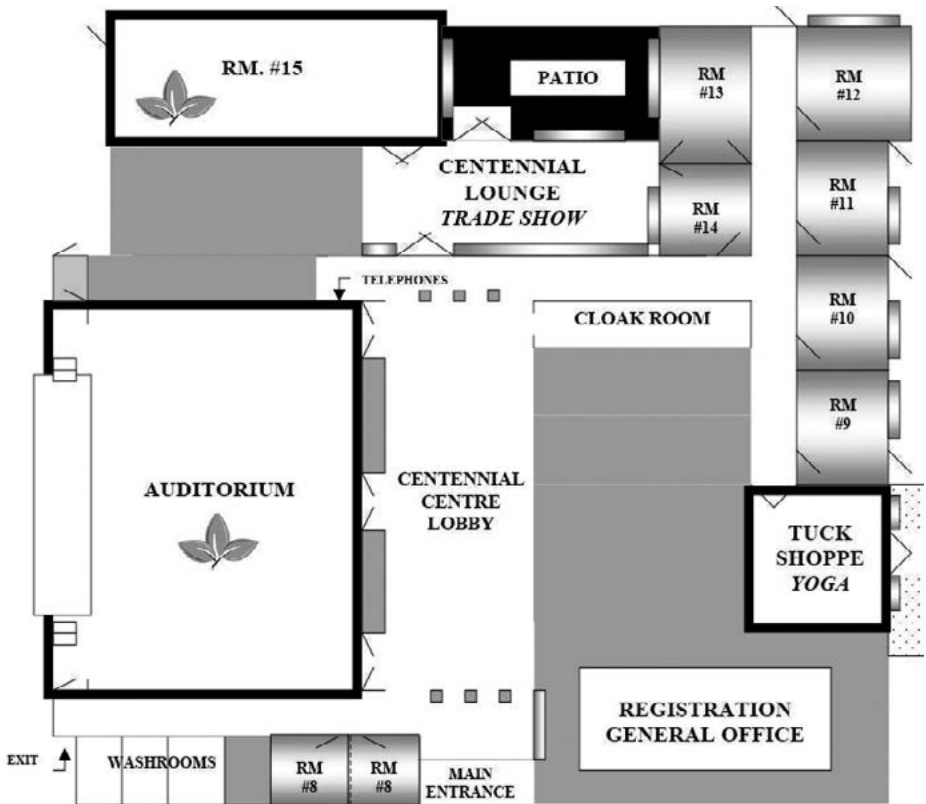 RM. #15
PATIO
RM
#13
RM
#12
CENTENNIAL
LOUNGE
TRADE SHOW
RM
#14
RM
#11
TELEPHONES
CLOAK ROOM
RM
#10
RM
#9
AUDITORIUM
CENTENNIAL
CENTRE
LOBBY
TUCK
SHOPPE
YOGA
REGISTRATION
GENERAL OFFICE
EXIT
WASHROOMS
RM
#8
RM
#8
MAIN
ENTRANCE